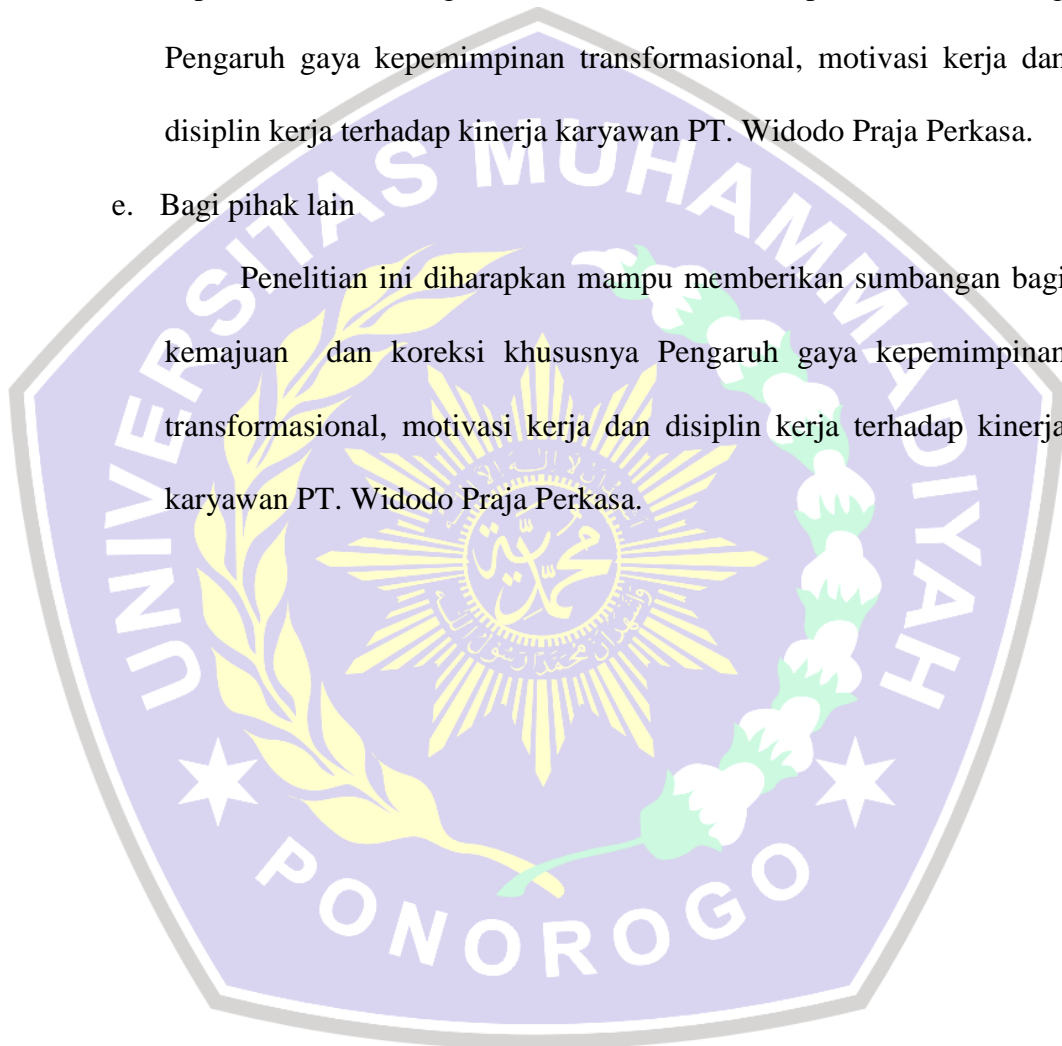 Pengaruh gaya kepemimpinan transformasional, motivasi kerja dan
disiplin kerja terhadap kinerja karyawan PT. Widodo Praja Perkasa.
e. Bagi pihak lain
Penelitian ini diharapkan mampu memberikan sumbangan bagi
kemajuan dan koreksi khususnya Pengaruh gaya kepemimpinan
transformasional, motivasi kerja dan disiplin kerja terhadap kinerja
karyawan PT. Widodo Praja Perkasa.
UNIVERSITAS MUHAMMADIYAH
PONOROGO
محمدية